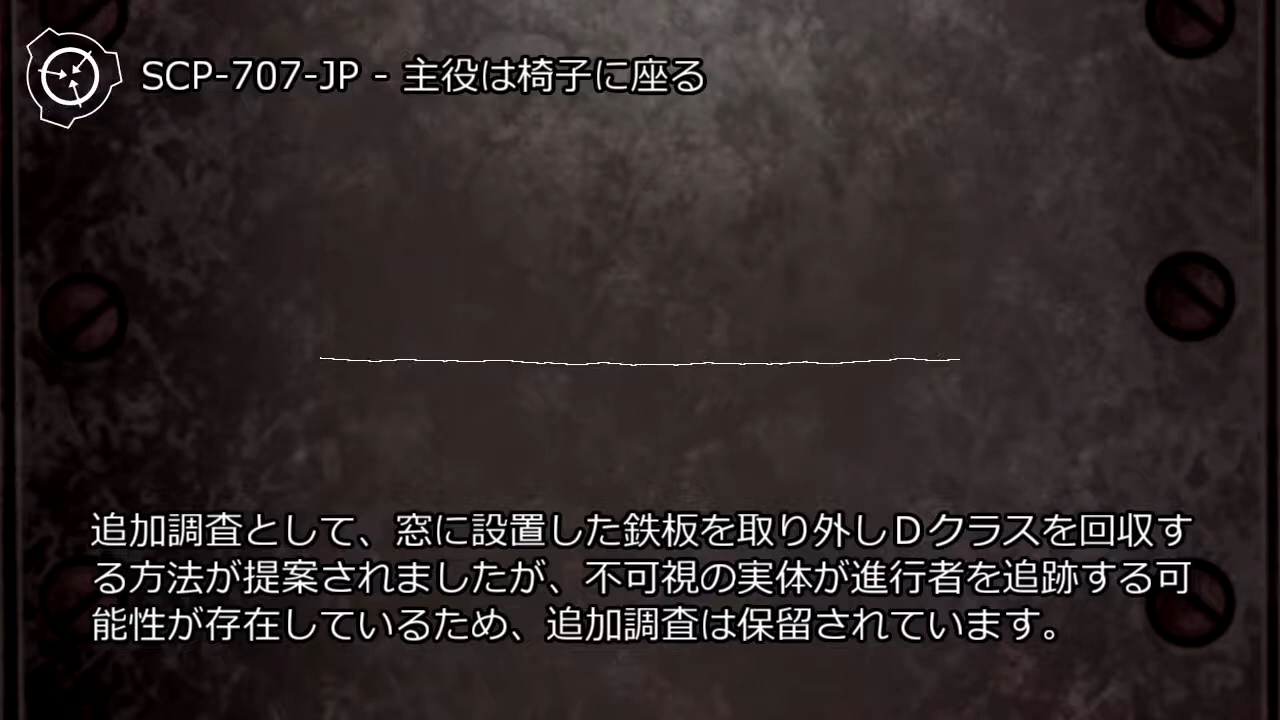 SCP-707-JP - 主役は椅子に座る
追加調査として、窓に設置した鉄板を取り外しＤクラスを回収す
る方法が提案されましたが、不可視の実体が進行者を追跡する可
能性が存在しているため、追加調査は保留されています。